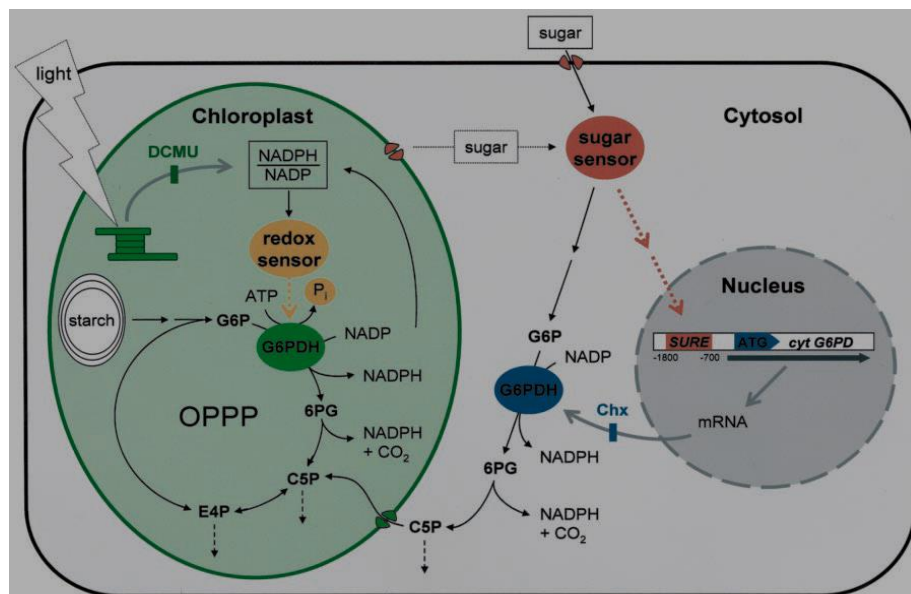 sugar
light
Chloroplast
Cytosol
DCMU
NADPH
NADP
sugar
sugar
sensor
redox
sensor
Nucleus
ATP
Pi
starch
G6P
NADP
G6PDH
G6P
SURE
ATG
cyt G6PD
-1800
-700
NADP
NADPH
G6PDH
Chx
mRNA
OPPP
6PG
NADPH
+ CO2
6PG
NADPH
C5P
E4P
C5P
NADPH
+ CO2